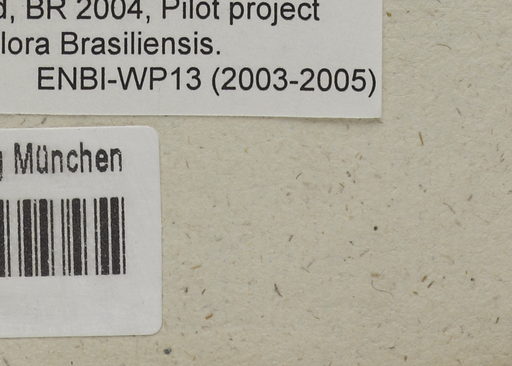 BR 2004, Pilot project
lora Brasiliensis.
ENBI-WP13 (2003-2005)
München